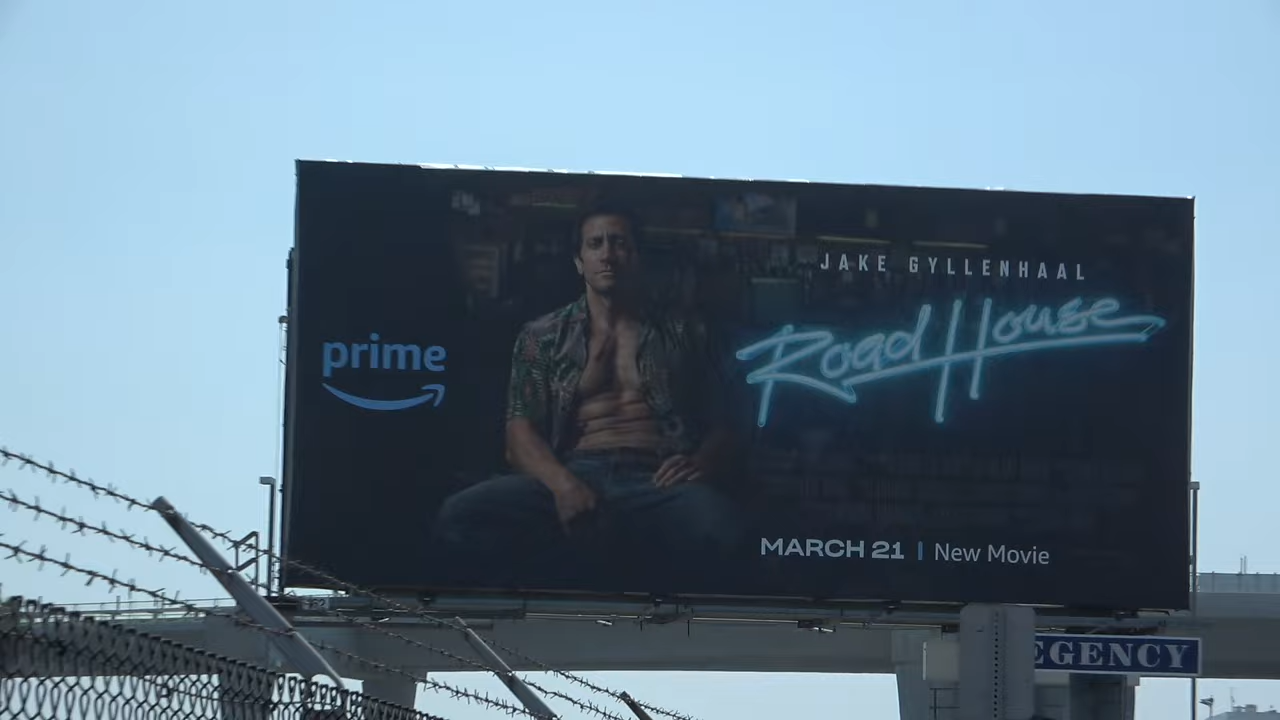 JAKE GYLLENHAAL
Road House
prime
MARCH 21 | New Movie
EGENCY